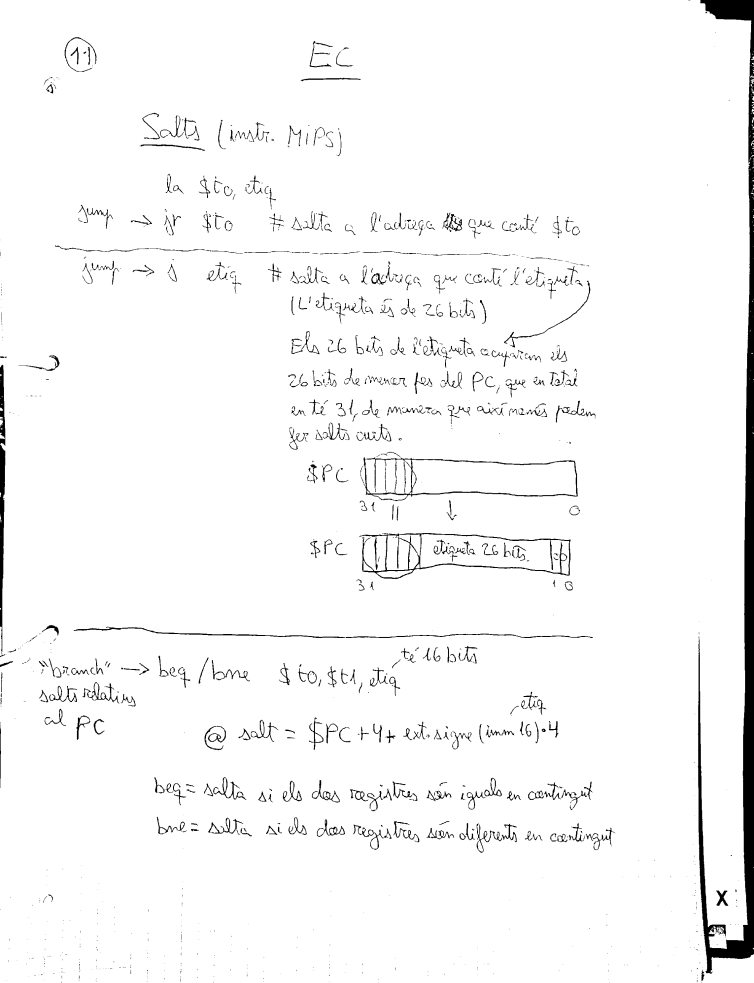 11
EC
Salts (instr. MiPS)
la $t0, etiq
jump → jr $t0 # salta a l'adreça que conté $t0
jump → j etiq # salta a l'adreça que conté l'etiqueta
(L'etiqueta és de 26 bits)
Els 26 bits de l'etiqueta ocuparan els
26 bits de menor pes del PC, que en total
en té 31, de manera que així només podem
fer salts curts.
$PC
31 || ↓ 0
$PC etiqueta 26 bits. =0
31 1 0
té 16 bits
"branch" → beq / bne $t0, $t1, etiq
salts relatius
al PC
etiq
@ salt = $PC + 4 + ext. signe (imm 16) · 4
beq = salta si els dos registres són iguals en contingut
bne = salta si els dos registres són diferents en contingut
X